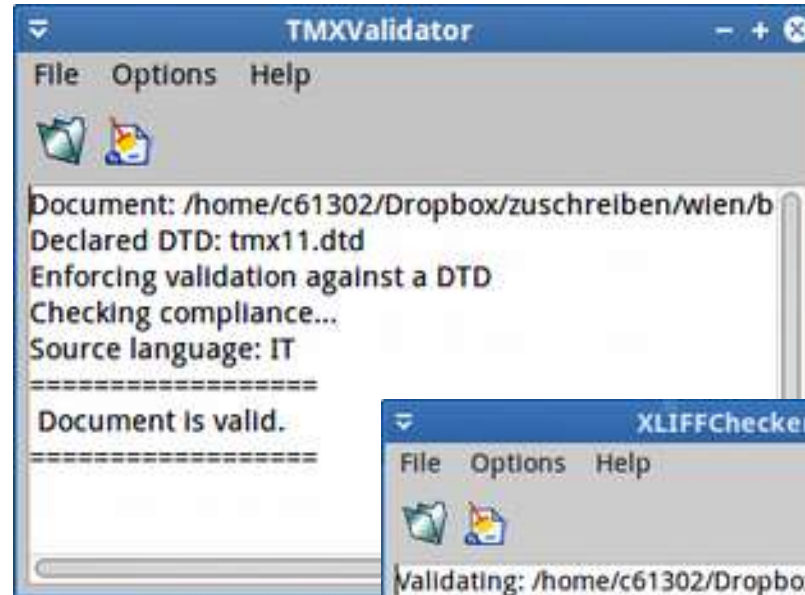 TMXValidator
File Options Help
Document: /home/c61302/Dropbox/zuschreiben/wien/b
Declared DTD: tmx11.dtd
Enforcing validation against a DTD
Checking compliance...
Source language: IT
==================
Document is valid.
==================
XLIFFChecker
File Options Help
Validating: /home/c61302/Dropbo